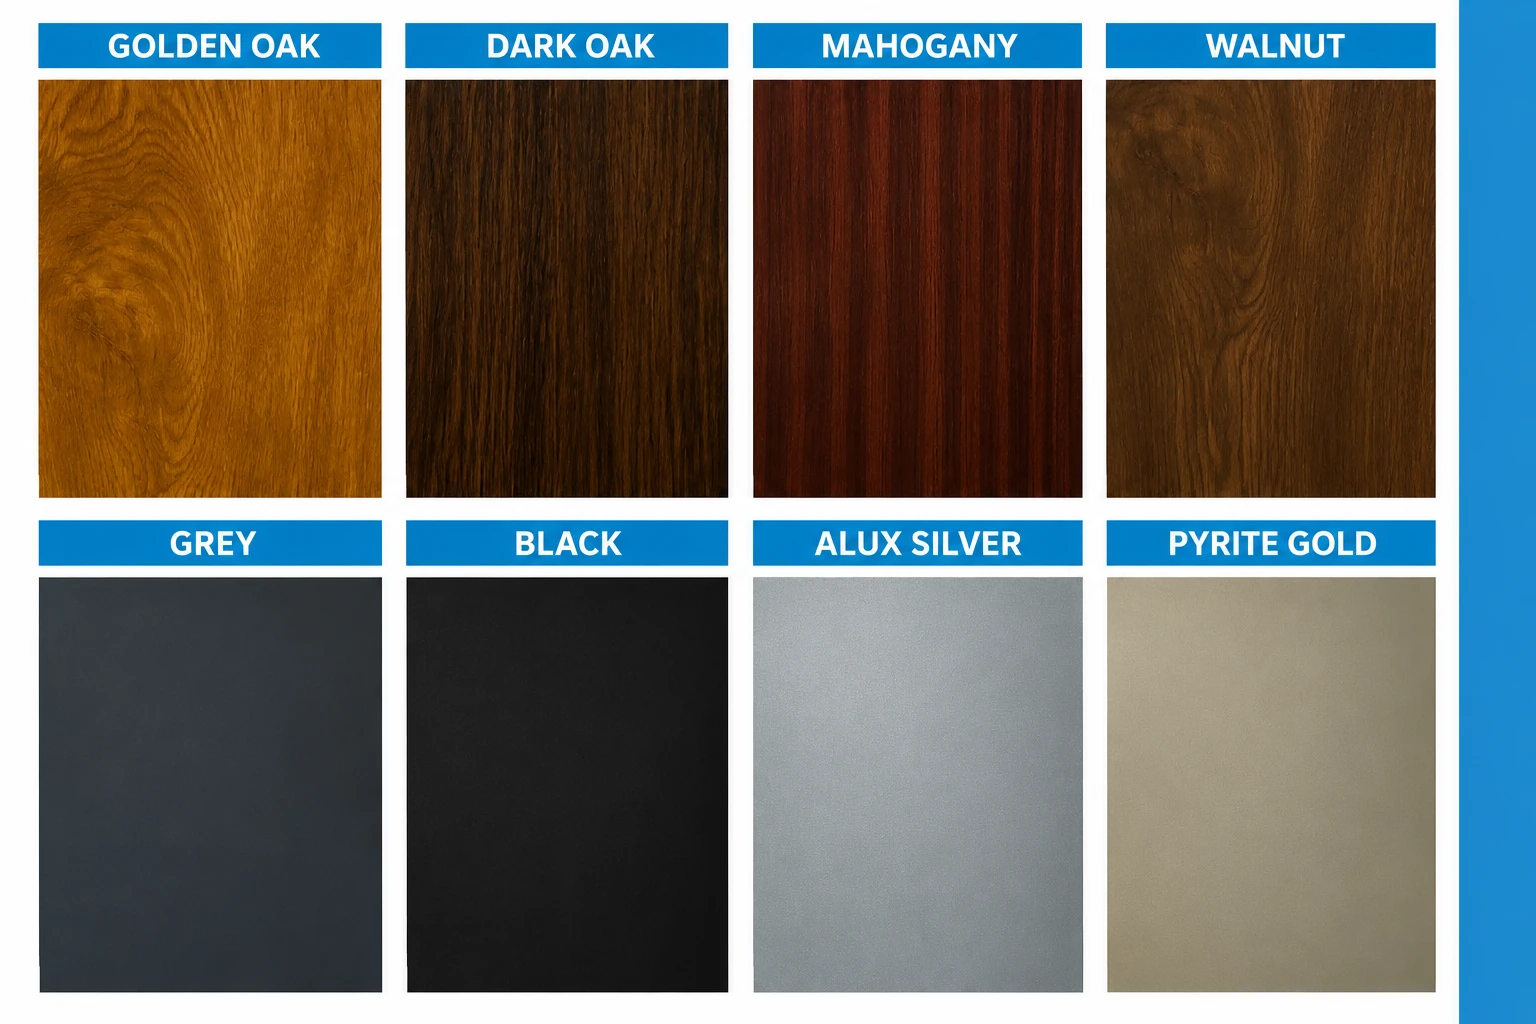 GOLDEN OAK
DARK OAK
MAHOGANY
WALNUT
GREY
BLACK
ALUX SILVER
PYRITE GOLD